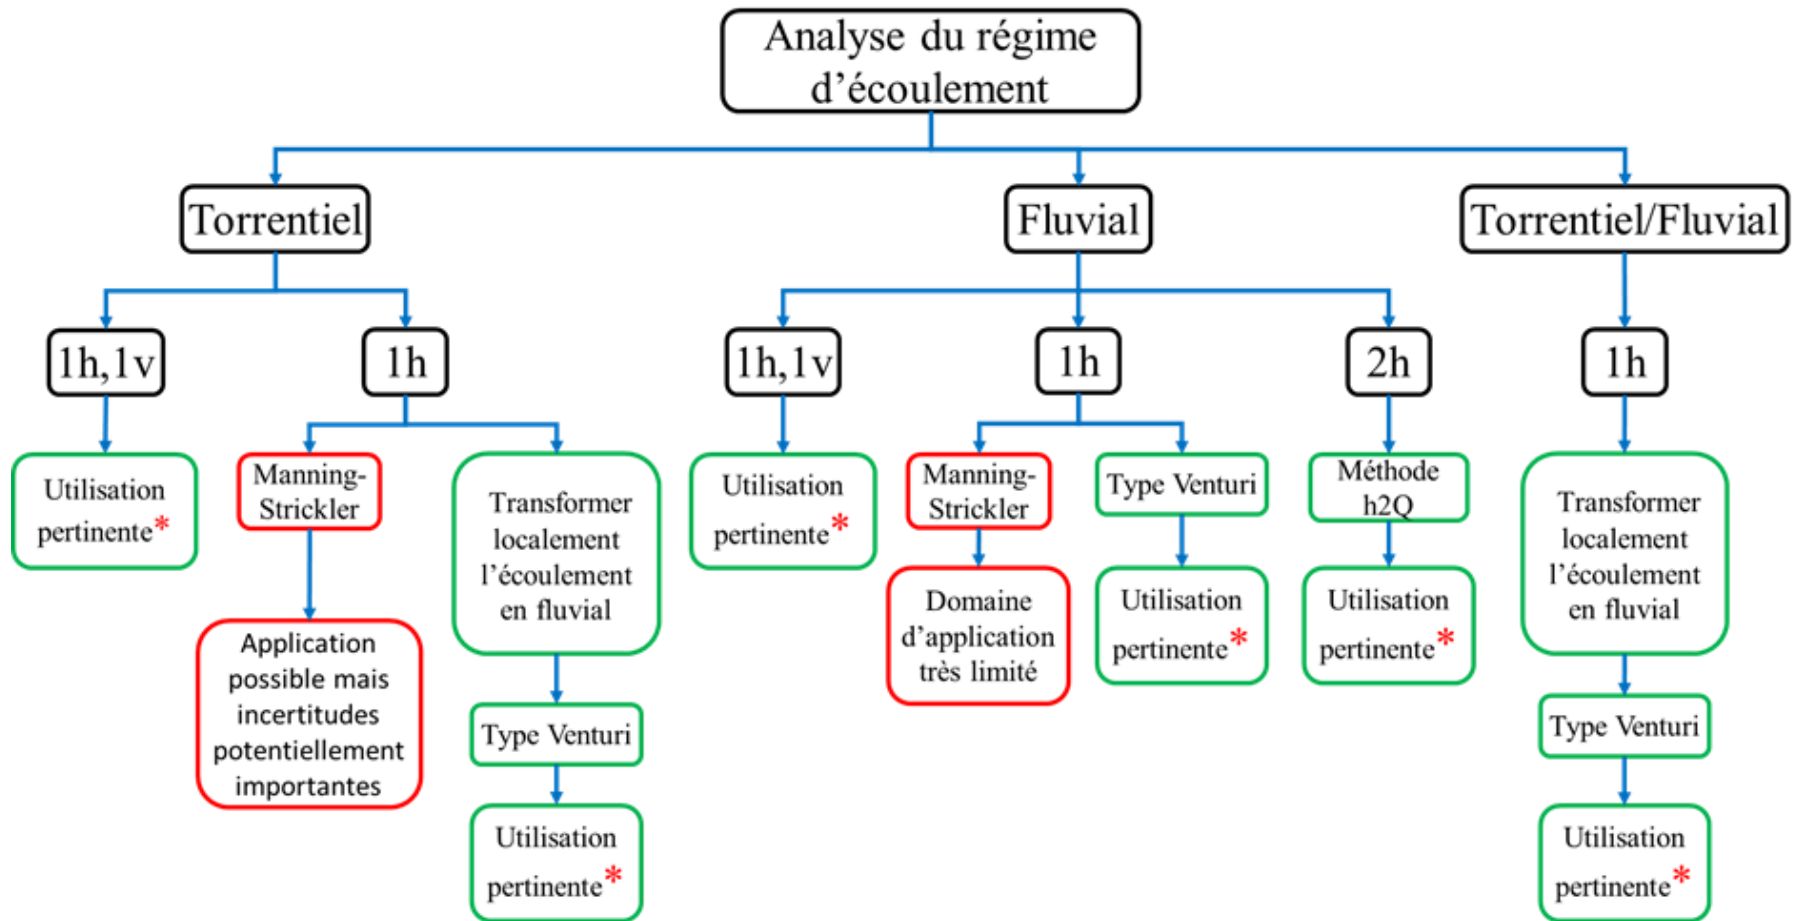 Analyse du régime
d’écoulement
Torrentiel
Fluvial
Torrentiel/Fluvial
1h,1v
1h
1h,1v
1h
2h
1h
Utilisation
pertinente*
Manning-
Strickler
Application
possible mais
incertitudes
potentiellement
importantes
Transformer
localement
l’écoulement
en fluvial
Type Venturi
Utilisation
pertinente*
Utilisation
pertinente*
Manning-
Strickler
Domaine
d’application
très limité
Type Venturi
Utilisation
pertinente*
Méthode
h2Q
Utilisation
pertinente*
Transformer
localement
l’écoulement
en fluvial
Type Venturi
Utilisation
pertinente*